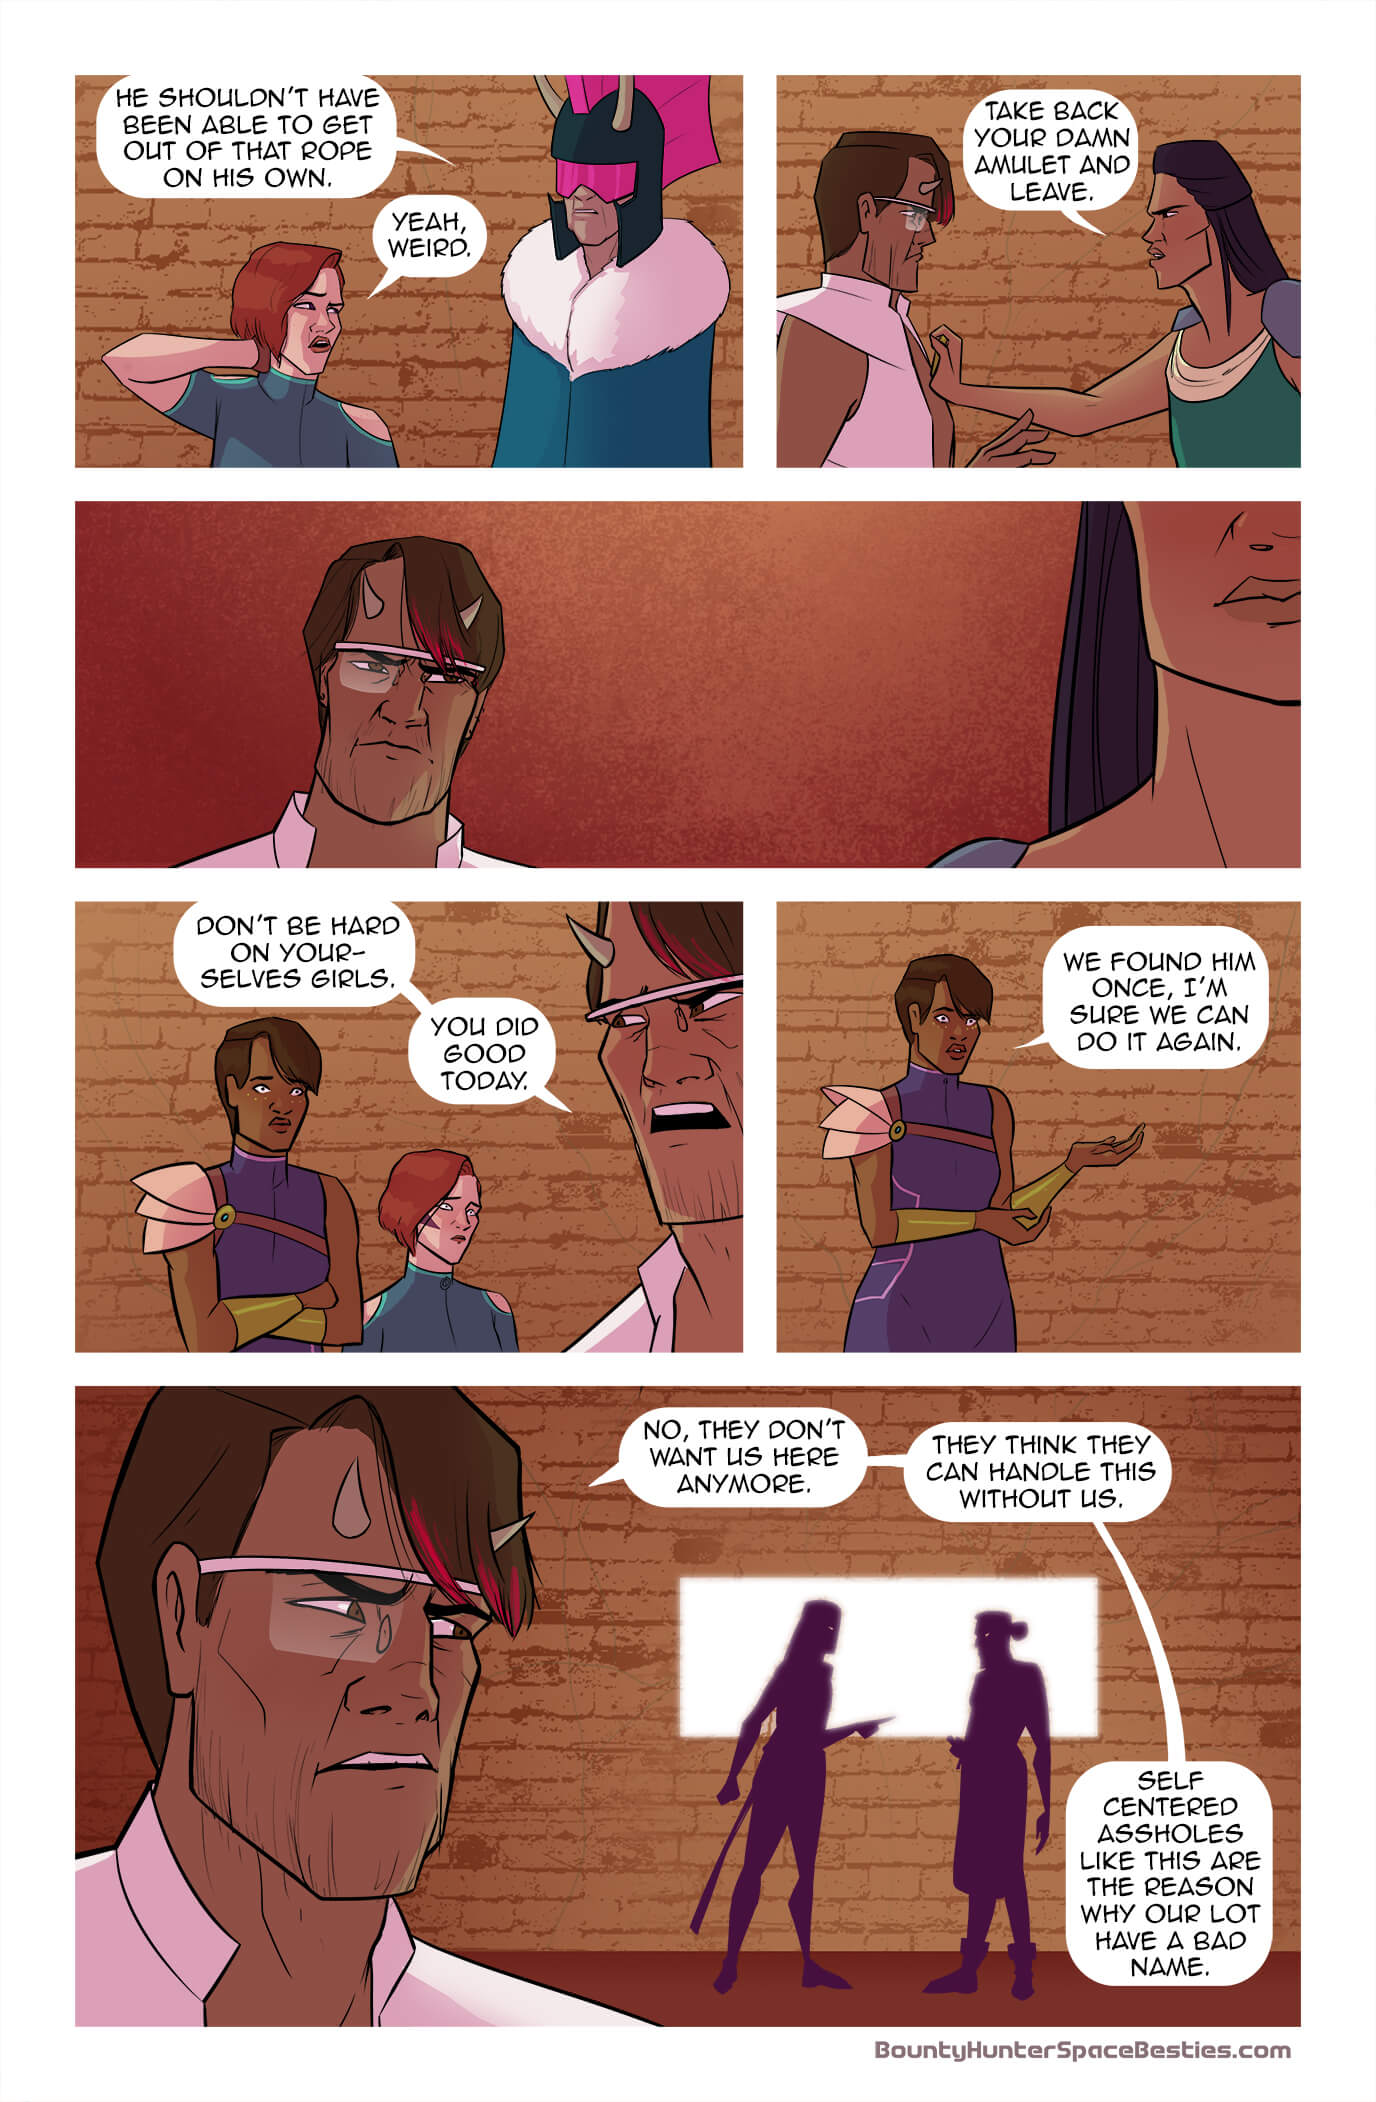 HE SHOULDN'T HAVE
BEEN ABLE TO GET
OUT OF THAT ROPE
ON HIS OWN.
YEAH,
WEIRD.
TAKE BACK
YOUR DAMN
AMULET AND
LEAVE.
DON'T BE HARD
ON YOUR-
SELVES GIRLS.
YOU DID
GOOD
TODAY.
WE FOUND HIM
ONCE, I'M
SURE WE CAN
DO IT AGAIN.
NO, THEY DON'T
WANT US HERE
ANYMORE.
THEY THINK THEY
CAN HANDLE THIS
WITHOUT US.
SELF
CENTERED
ASSHOLES
LIKE THIS ARE
THE REASON
WHY OUR LOT
HAVE A BAD
NAME.
BountyHunterSpaceBesties.com